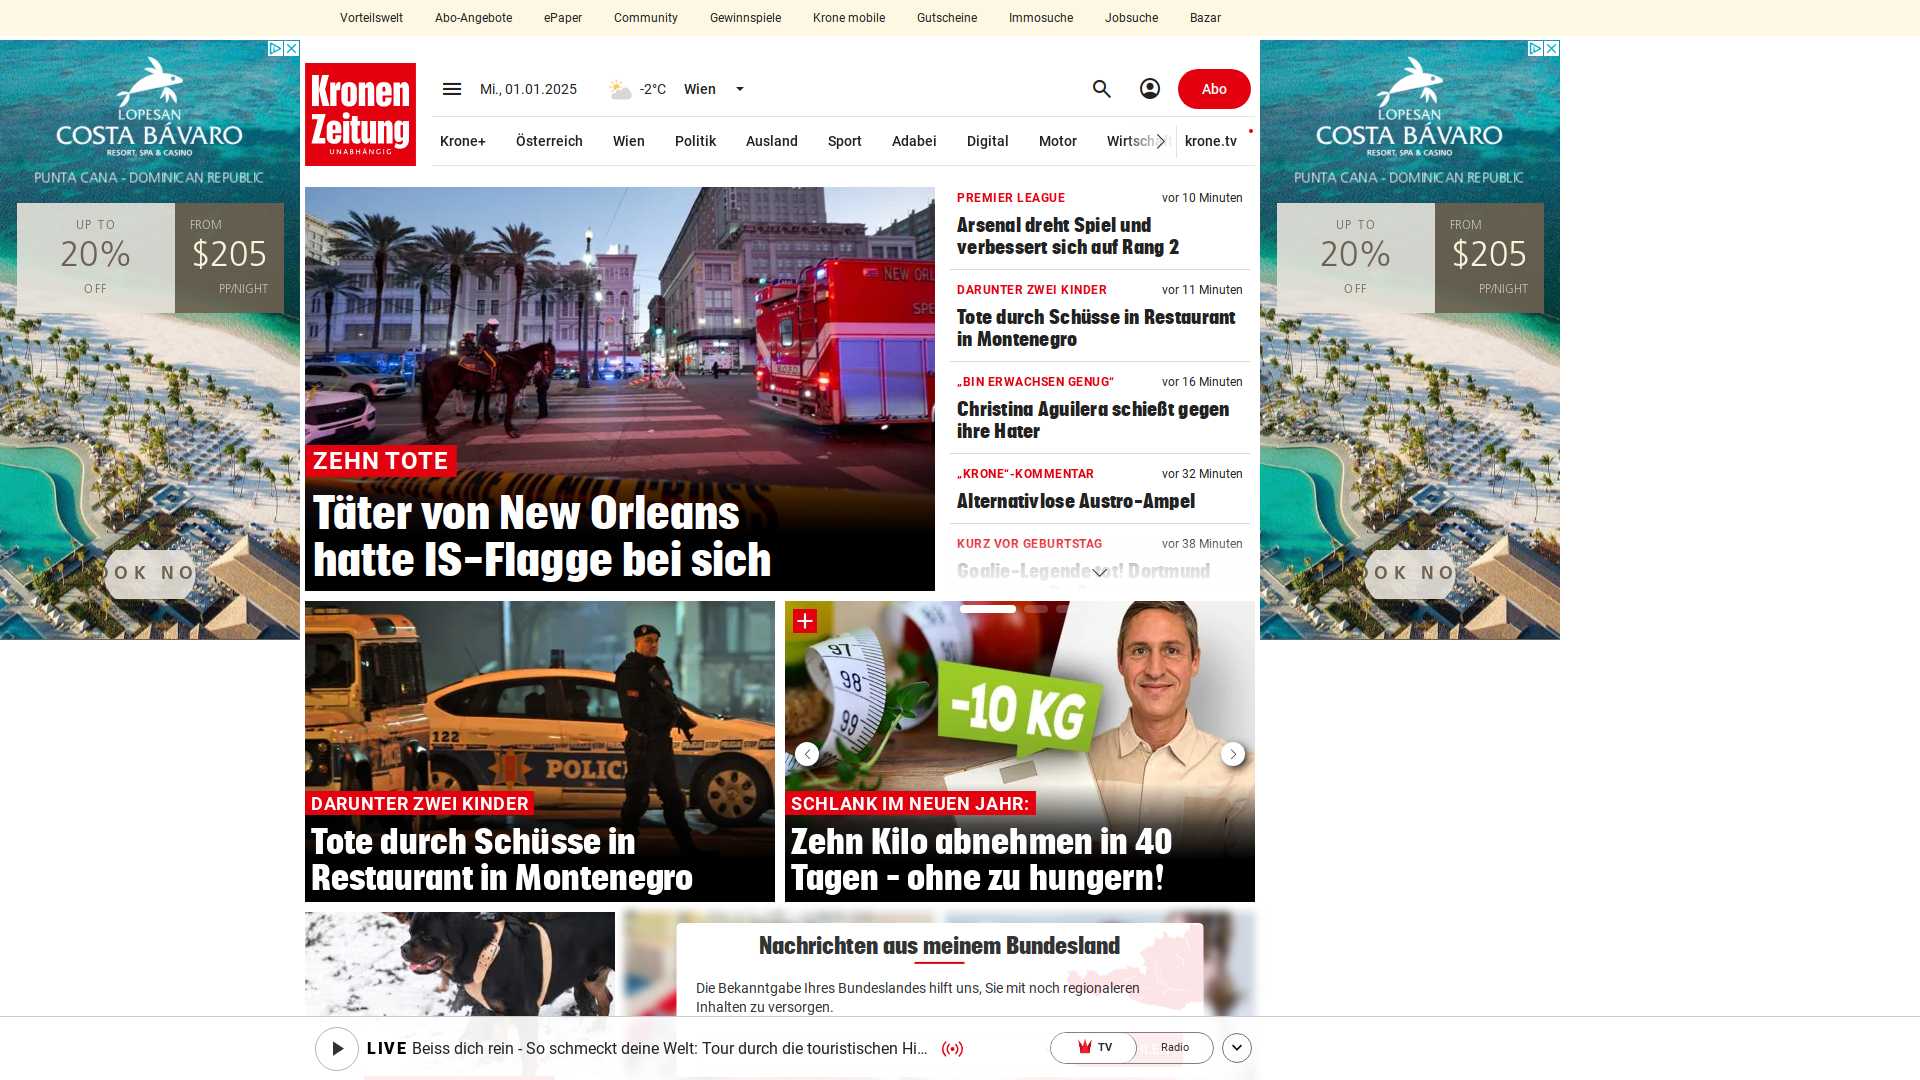 Vorteilswelt Abo-Angebote ePaper Community Gewinnspiele Krone mobile Gutscheine Immosuche Jobsuche Bazar
LOPESAN
COSTA BÁVARO
RESORT, SPA & CASINO
PUNTA CANA - DOMINICAN REPUBLIC
UP TO
20%
OFF
FROM
$205
PP/NIGHT
OK NO
Kronen
Zeitung
UNABHÄNGIG
Mi., 01.01.2025 -2°C Wien
Abo
Krone+ Österreich Wien Politik Ausland Sport Adabei Digital Motor Wirtschaft krone.tv
NEW ORL
SPE
ZEHN TOTE
Täter von New Orleans
hatte IS-Flagge bei sich
PREMIER LEAGUE vor 10 Minuten
Arsenal dreht Spiel und
verbessert sich auf Rang 2
DARUNTER ZWEI KINDER vor 11 Minuten
Tote durch Schüsse in Restaurant
in Montenegro
„BIN ERWACHSEN GENUG“ vor 16 Minuten
Christina Aguilera schießt gegen
ihre Hater
„KRONE“-KOMMENTAR vor 32 Minuten
Alternativlose Austro-Ampel
KURZ VOR GEBURTSTAG vor 38 Minuten
Goalie-Legende tot! Dortmund
122
POLIC
DARUNTER ZWEI KINDER
Tote durch Schüsse in
Restaurant in Montenegro
97
98
99
-10 KG
SCHLANK IM NEUEN JAHR:
Zehn Kilo abnehmen in 40
Tagen – ohne zu hungern!
LOPESAN
COSTA BÁVARO
RESORT, SPA & CASINO
PUNTA CANA - DOMINICAN REPUBLIC
UP TO
20%
OFF
FROM
$205
PP/NIGHT
OK NO
Nachrichten aus meinem Bundesland
Die Bekanntgabe Ihres Bundeslandes hilft uns, Sie mit noch regionaleren
Inhalten zu versorgen.
LIVE Beiss dich rein - So schmeckt deine Welt: Tour durch die touristischen Hi...
TV Radio